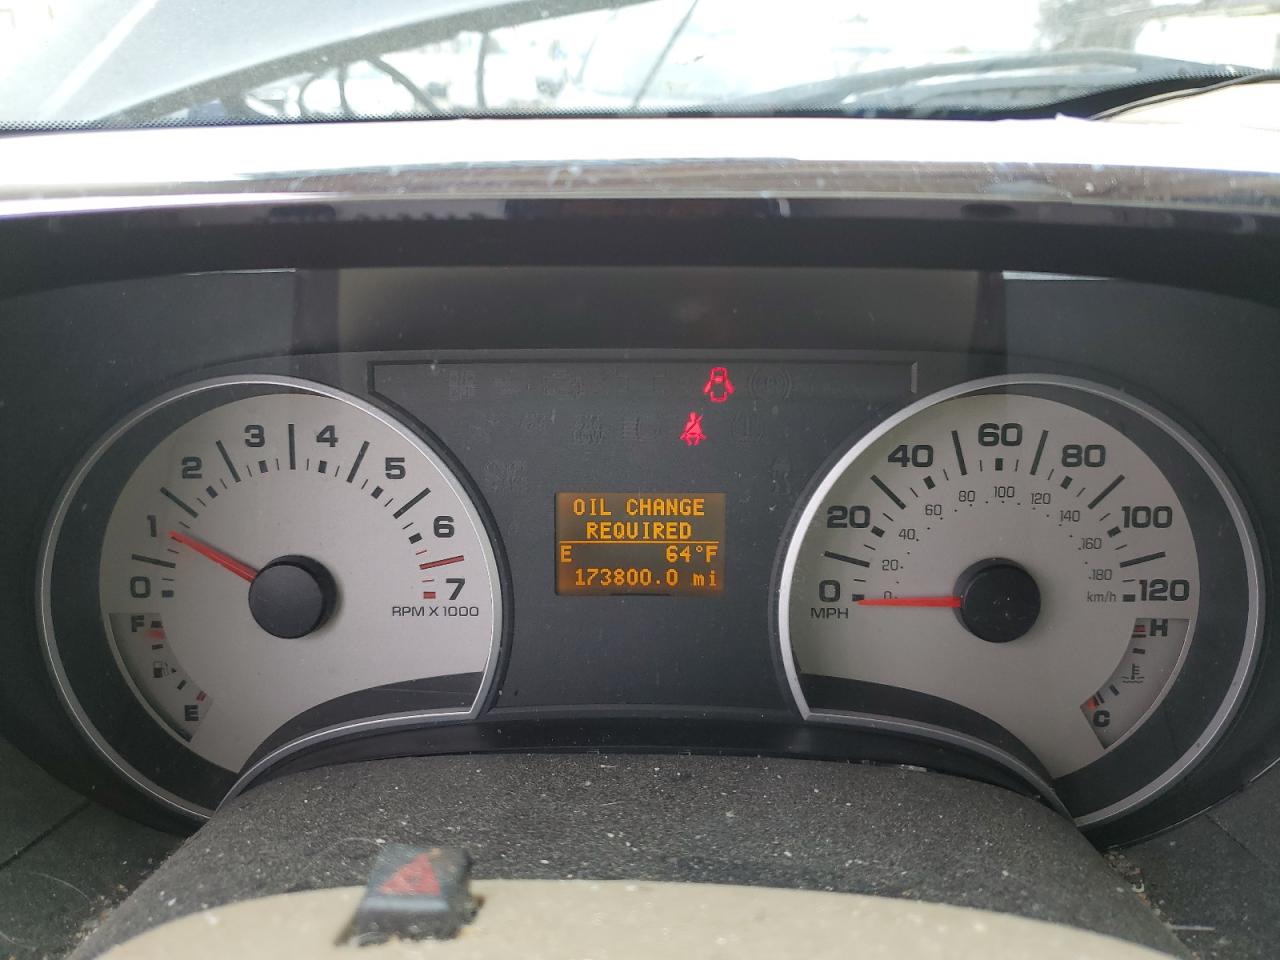 0 1 2 3 4 5 6 7
RPM X 1000
F
E
OIL CHANGE
REQUIRED
E 64°F
173800.0 mi
0 20 40 60 80 100 120
MPH
0 20 40 60 80 100 120 140 160 180
km/h
H
C